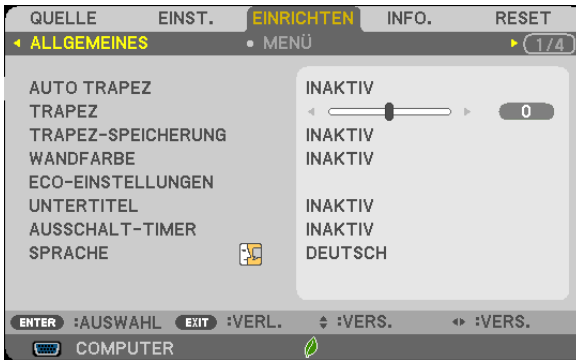 QUELLE EINST. EINRICHTEN INFO. RESET
ALLGEMEINES • MENÜ 1/4
AUTO TRAPEZ INAKTIV
TRAPEZ 0
TRAPEZ-SPEICHERUNG INAKTIV
WANDFARBE INAKTIV
ECO-EINSTELLUNGEN
UNTERTITEL INAKTIV
AUSSCHALT-TIMER INAKTIV
SPRACHE DEUTSCH
ENTER :AUSWAHL EXIT :VERL. :VERS. :VERS.
COMPUTER